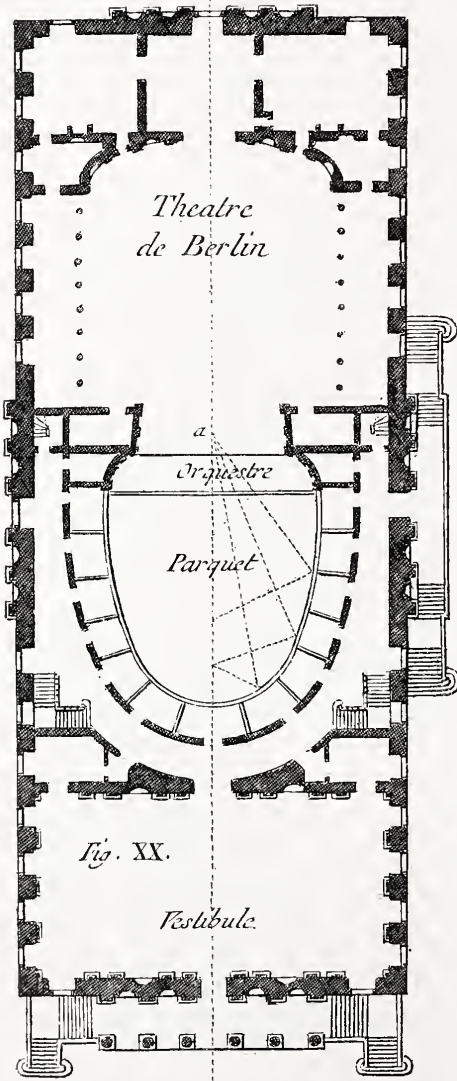 Theatre
de Berlin
a
Orquestre
Parquet
Fig. XX.
Vestibule.